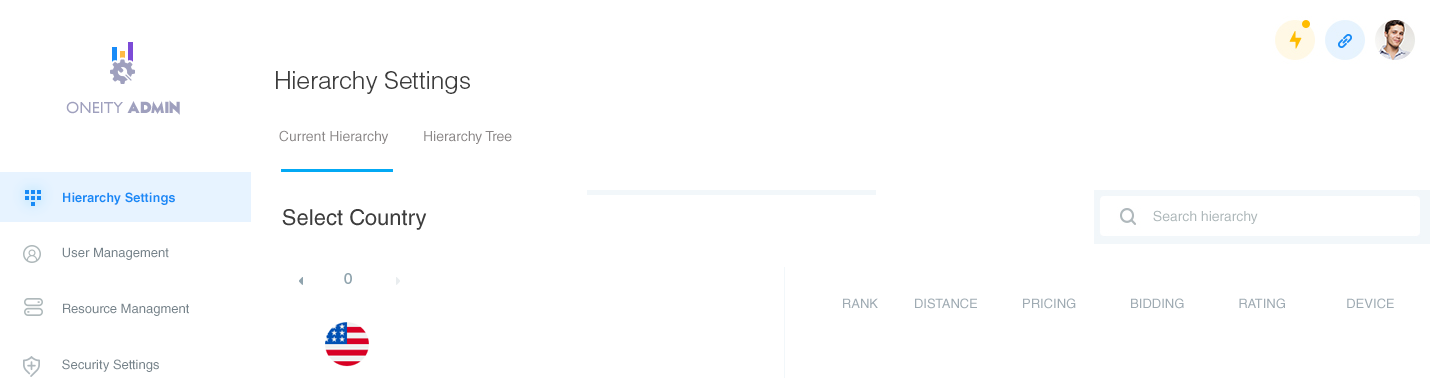 ONEITY ADMIN
Hierarchy Settings
Current Hierarchy
Hierarchy Tree
Hierarchy Settings
User Management
Resource Managment
Security Settings
Select Country
Search hierarchy
0
RANK DISTANCE PRICING BIDDING RATING DEVICE